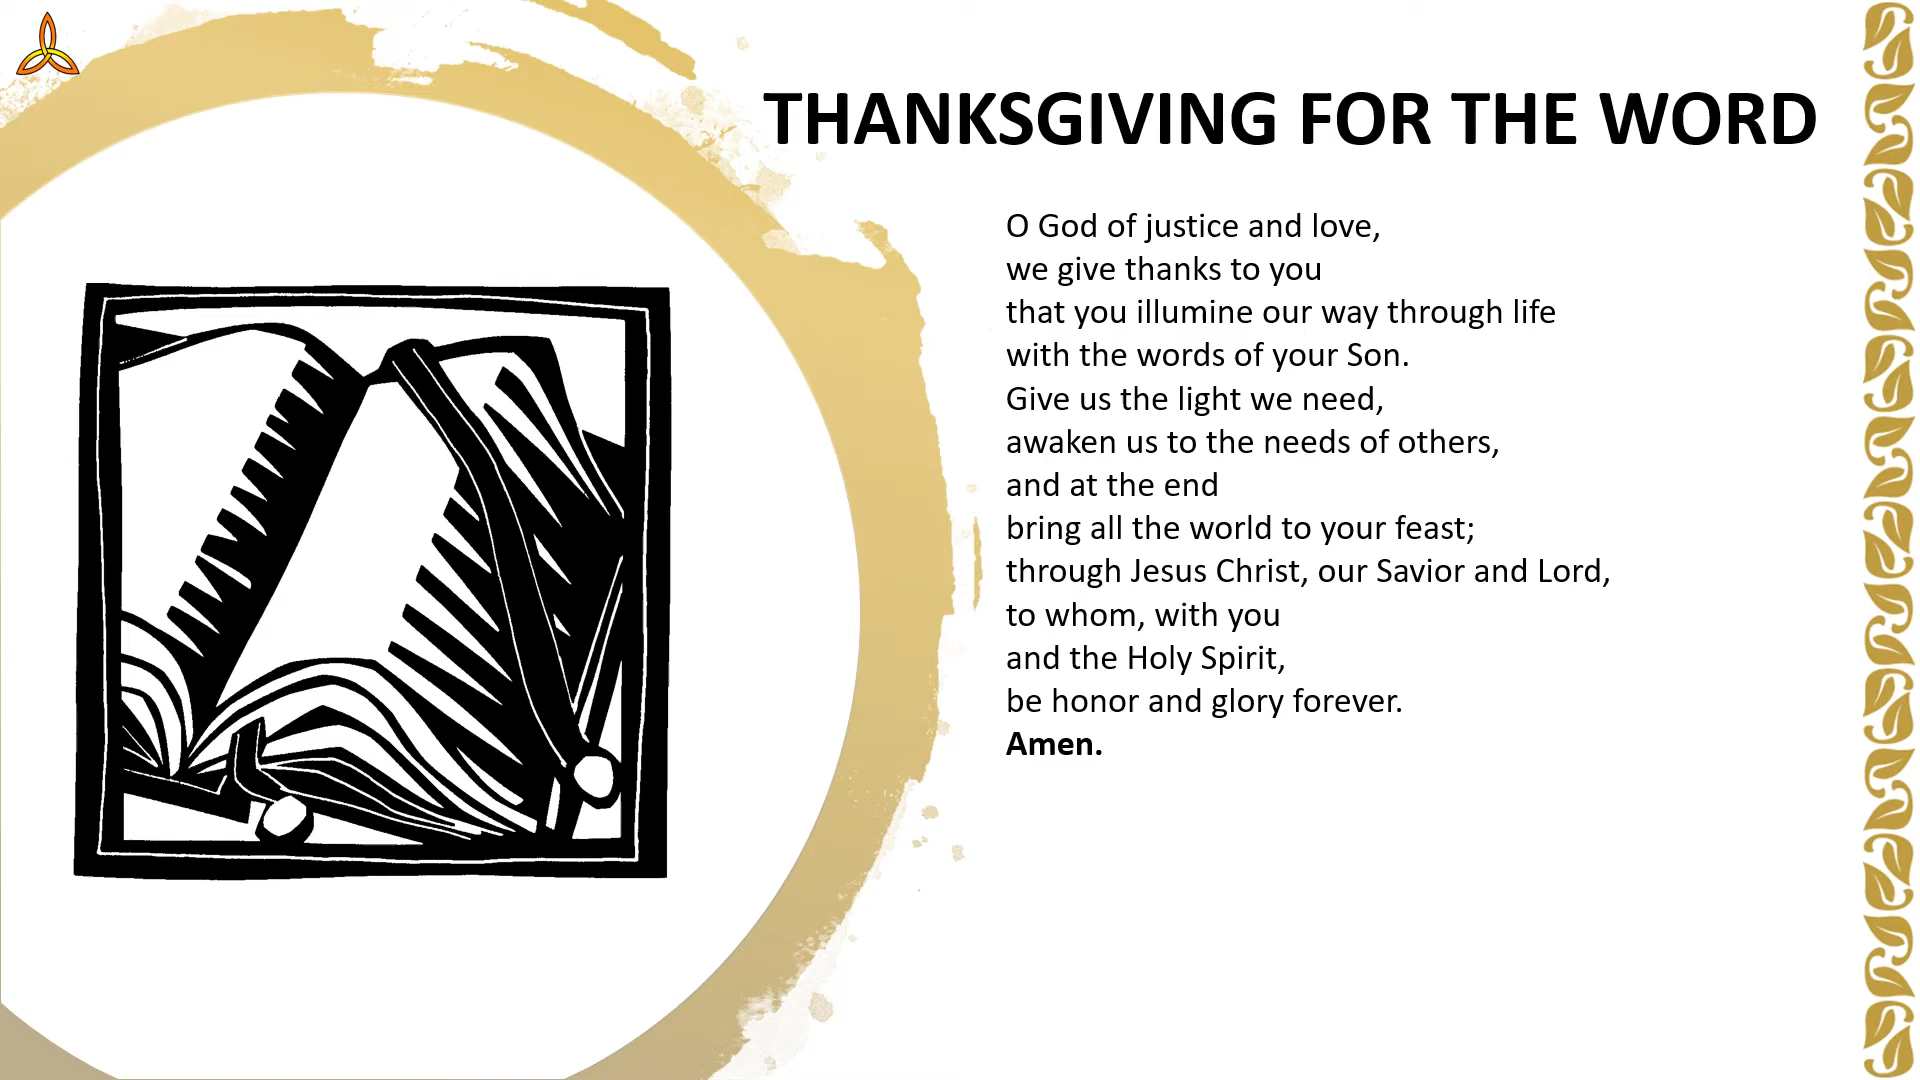 THANKSGIVING FOR THE WORD
O God of justice and love,
we give thanks to you
that you illumine our way through life
with the words of your Son.
Give us the light we need,
awaken us to the needs of others,
and at the end
bring all the world to your feast;
through Jesus Christ, our Savior and Lord,
to whom, with you
and the Holy Spirit,
be honor and glory forever.
Amen.